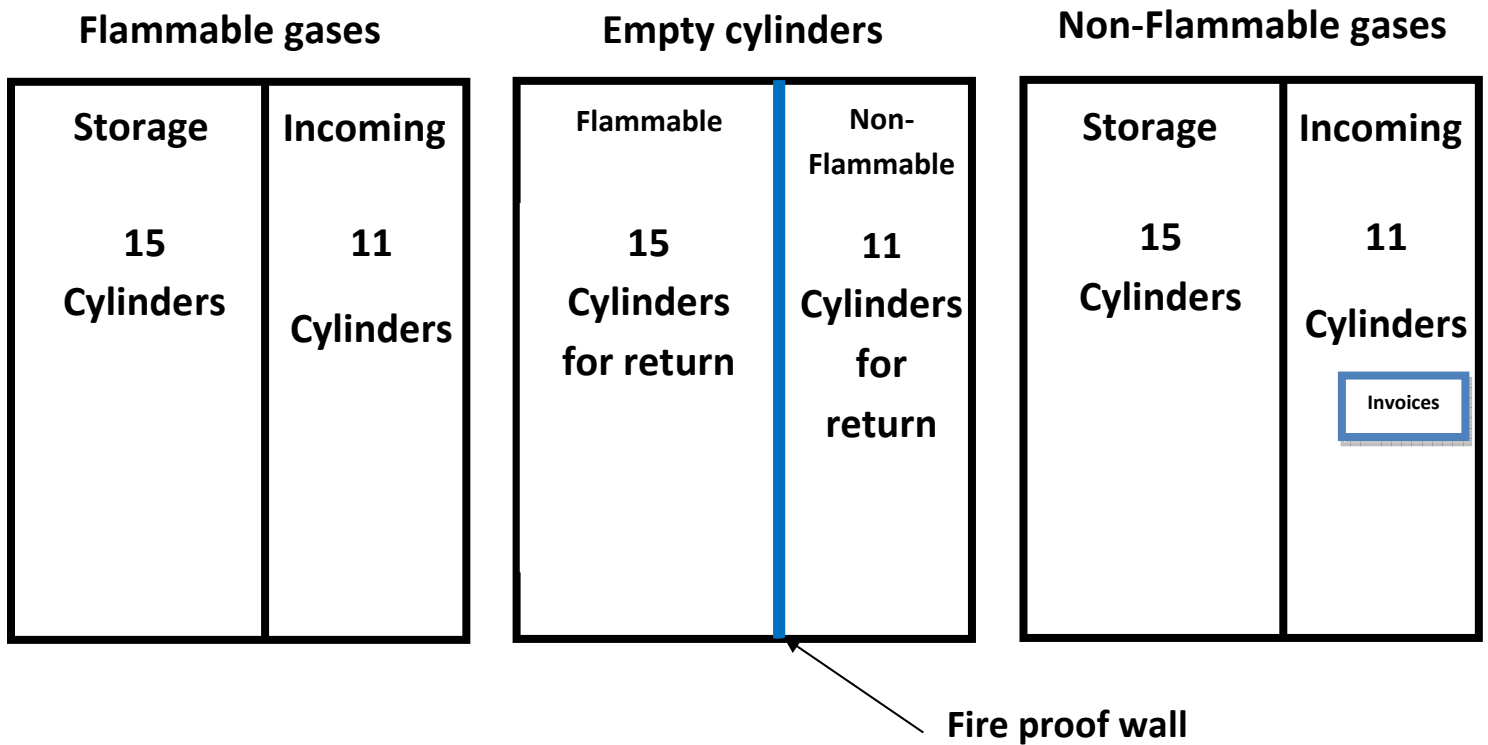 Flammable gases
Storage
15
Cylinders
Incoming
11
Cylinders
Empty cylinders
Flammable
15
Cylinders
for return
Non-
Flammable
11
Cylinders
for
return
Non-Flammable gases
Storage
15
Cylinders
Incoming
11
Cylinders
Invoices
Fire proof wall